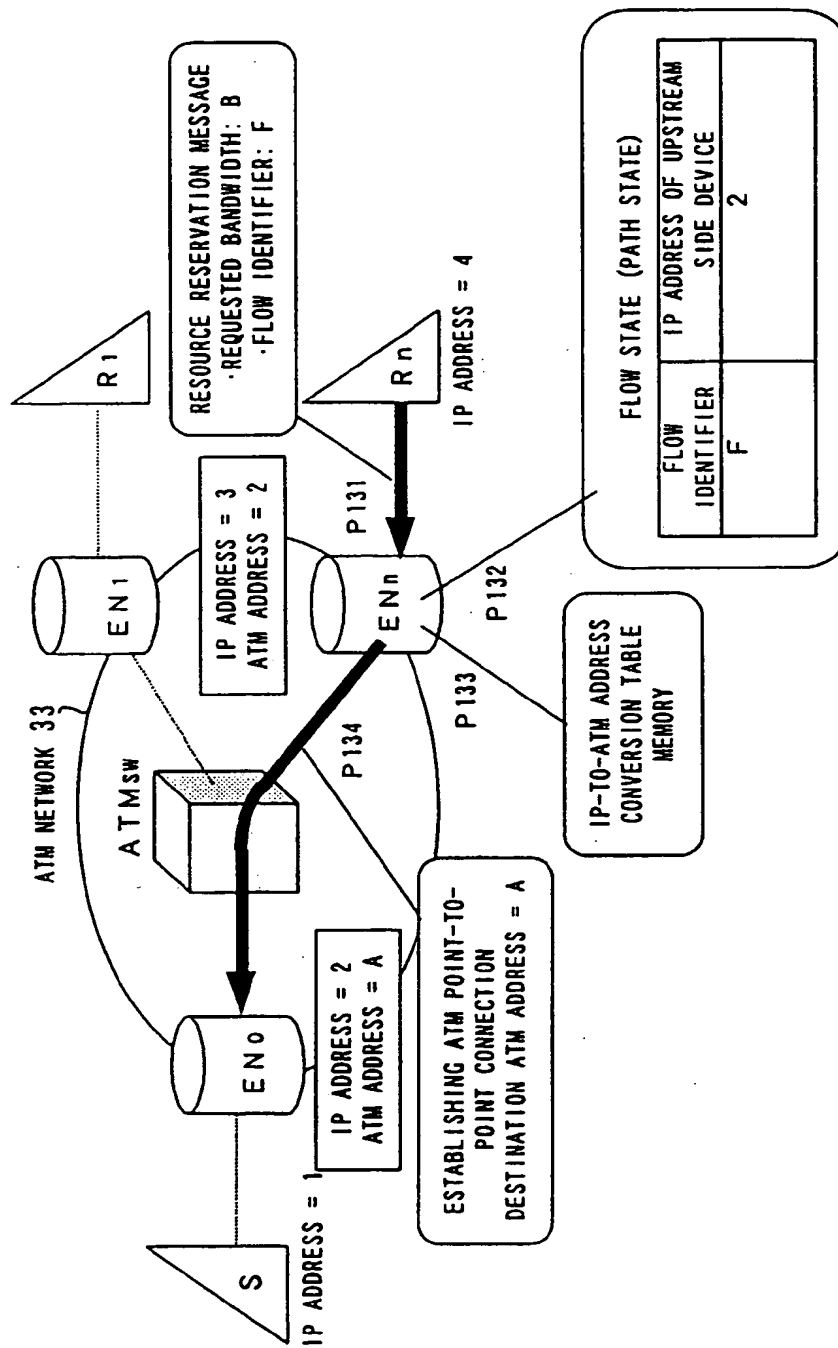 ATM NETWORK 33
ATMSW
EN0
EN1
ENn
S
R1
Rn
IP ADDRESS = 1
IP ADDRESS = 2
ATM ADDRESS = A
IP ADDRESS = 3
ATM ADDRESS = 2
IP ADDRESS = 4
RESOURCE RESERVATION MESSAGE
·REQUESTED BANDWIDTH: B
·FLOW IDENTIFIER: F
P131
P132
P133
P134
ESTABLISHING ATM POINT-TO-
POINT CONNECTION
DESTINATION ATM ADDRESS = A
IP-TO-ATM ADDRESS
CONVERSION TABLE
MEMORY
FLOW STATE (PATH STATE)
FLOW
IDENTIFIER
IP ADDRESS OF UPSTREAM
SIDE DEVICE
F
2